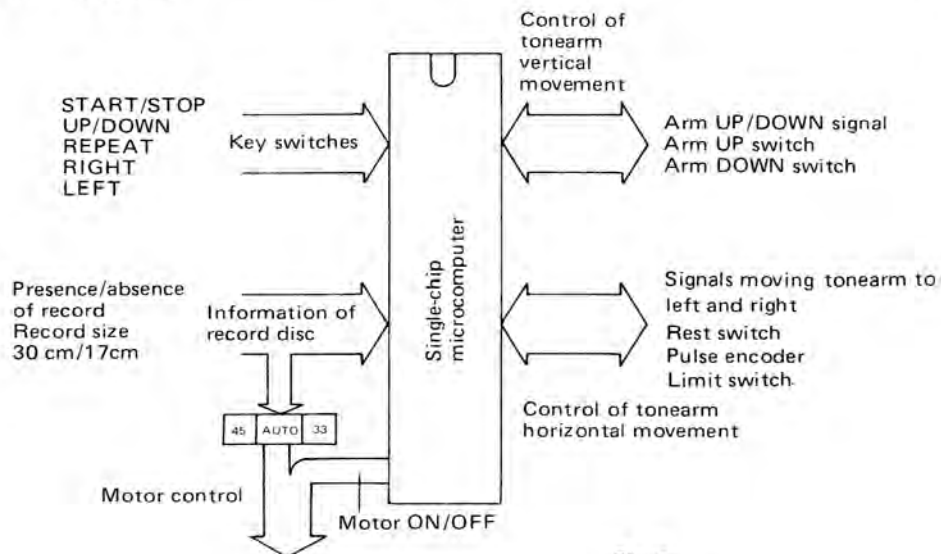 Control of
tonearm
vertical
movement
START/STOP
UP/DOWN
REPEAT
RIGHT
LEFT
Key switches
Arm UP/DOWN signal
Arm UP switch
Arm DOWN switch
Single-chip
microcomputer
Presence/absence
of record
Record size
30 cm/17cm
Information of
record disc
Signals moving tonearm to
left and right
Rest switch
Pulse encoder
Limit switch
Control of tonearm
horizontal movement
45 AUTO 33
Motor control
Motor ON/OFF